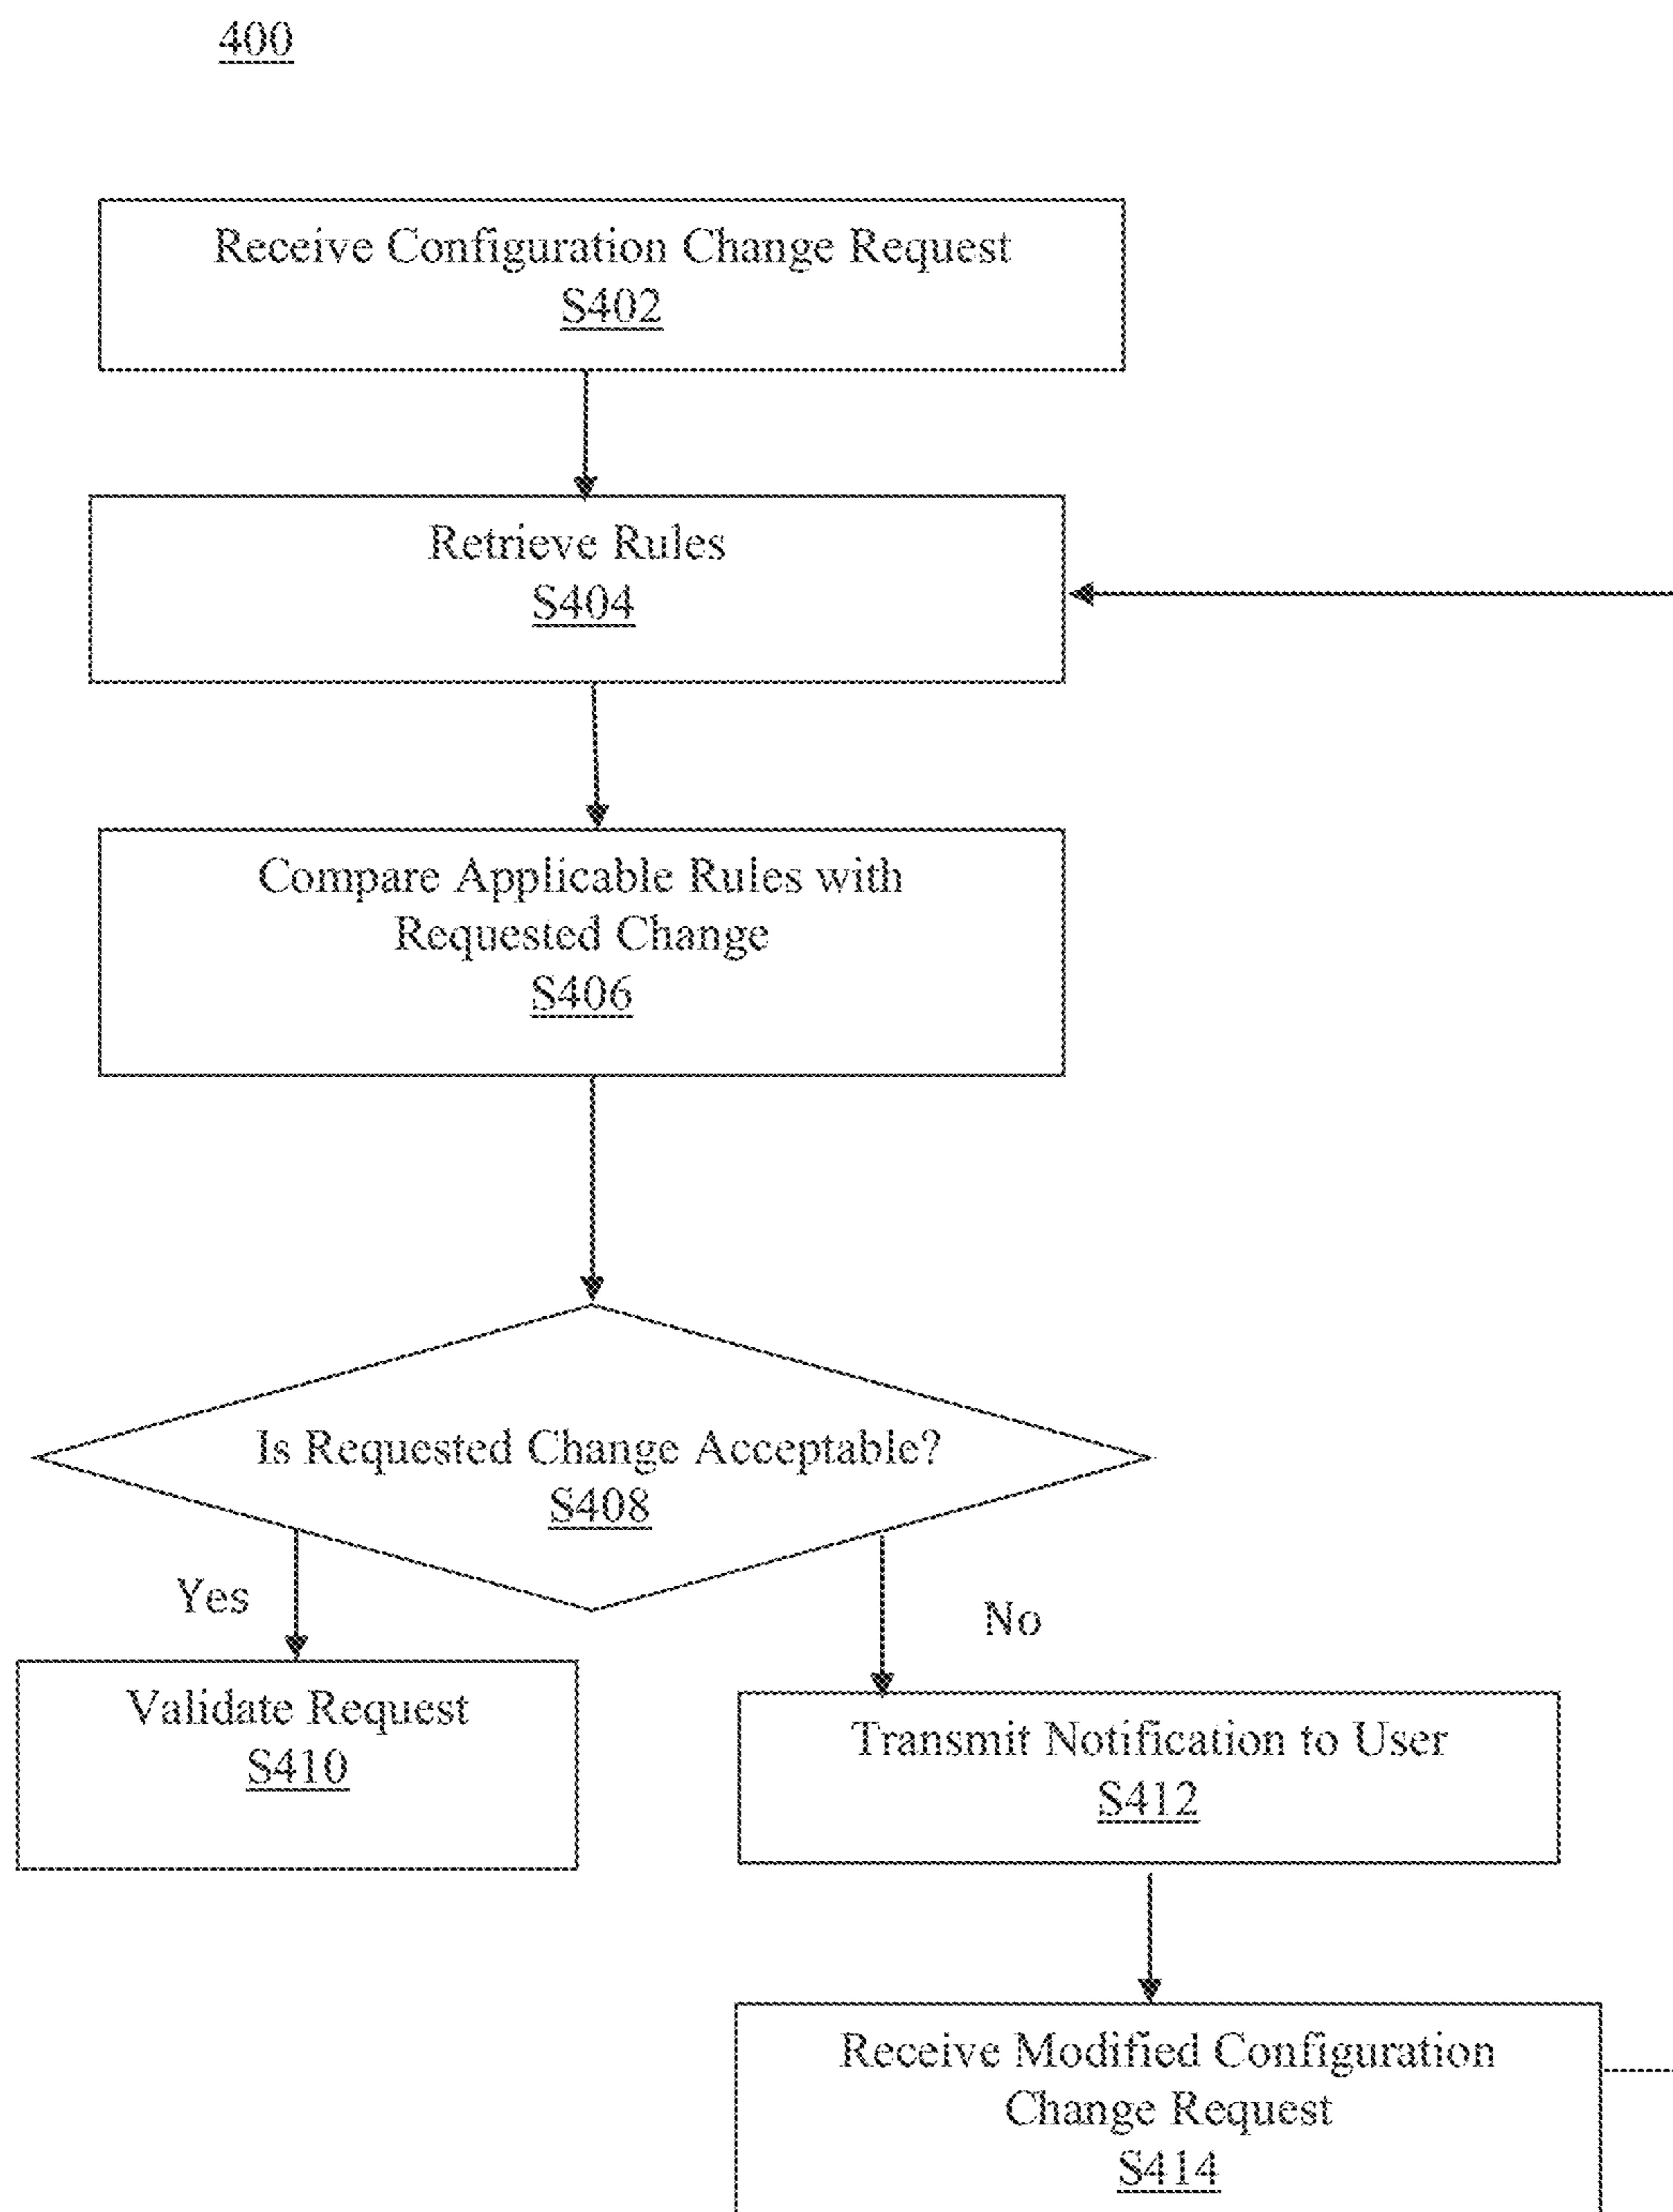 400
Receive Configuration Change Request
S402
Retrieve Rules
S404
Compare Applicable Rules with
Requested Change
S406
Is Requested Change Acceptable?
S408
Yes
No
Validate Request
S410
Transmit Notification to User
S412
Receive Modified Configuration
Change Request
S414